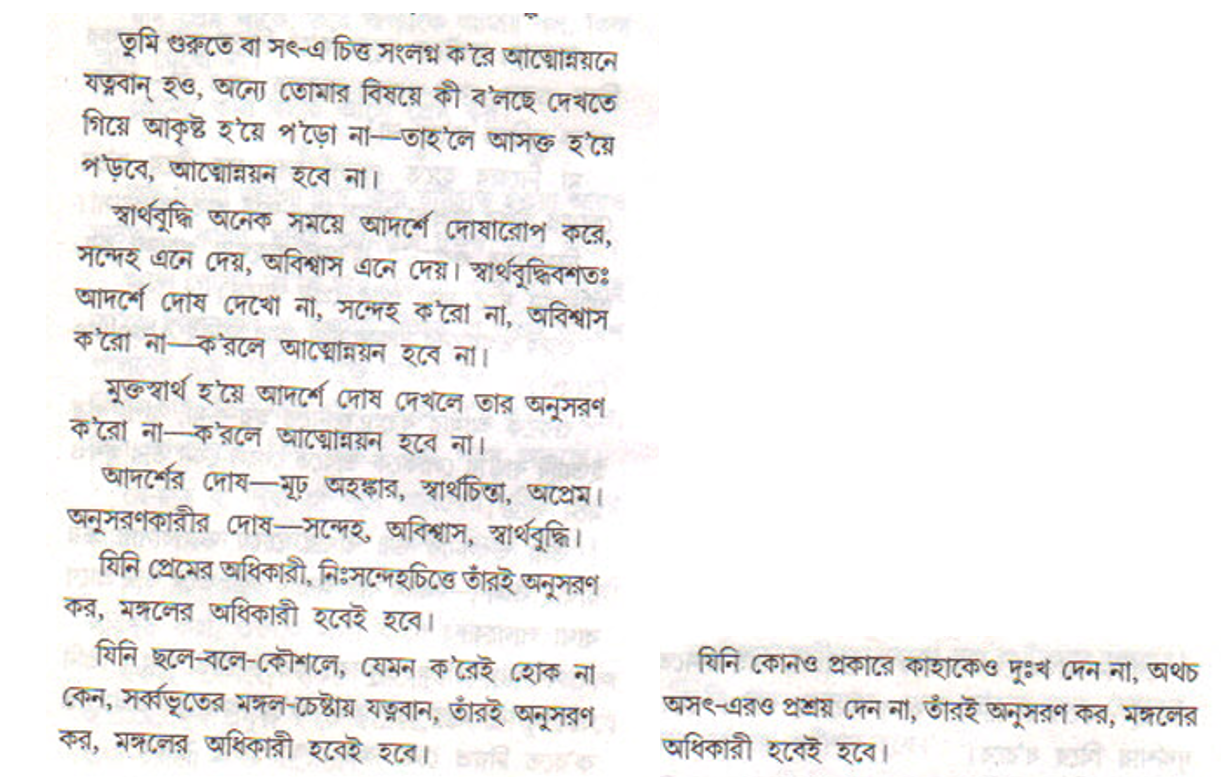 তুমি গুরুতে বা সৎ-এ চিত্ত সংলগ্ন ক'রে আত্মোন্নয়নে
যত্নবান্ হও, অন্যে তোমার বিষয়ে কী ব'লছে দেখতে
গিয়ে আকৃষ্ট হ'য়ে প'ড়ো না—তাহ'লে আসক্ত হ'য়ে
প'ড়বে, আত্মোন্নয়ন হবে না।
স্বার্থবুদ্ধি অনেক সময়ে আদর্শে দোষারোপ করে,
সন্দেহ এনে দেয়, অবিশ্বাস এনে দেয়। স্বার্থবুদ্ধিবশতঃ
আদর্শে দোষ দেখো না, সন্দেহ ক'রো না, অবিশ্বাস
ক'রো না—ক'রলে আত্মোন্নয়ন হবে না।
মুক্তস্বার্থ হ'য়ে আদর্শে দোষ দেখলে তার অনুসরণ
ক'রো না—ক'রলে আত্মোন্নয়ন হবে না।
আদর্শের দোষ—মূঢ় অহঙ্কার, স্বার্থচিন্তা, অপ্রেম।
অনুসরণকারীর দোষ—সন্দেহ, অবিশ্বাস, স্বার্থবুদ্ধি।
যিনি প্রেমের অধিকারী, নিঃসন্দেহচিত্তে তাঁরই অনুসরণ
কর, মঙ্গলের অধিকারী হবেই হবে।
যিনি ছলে-বলে-কৌশলে, যেমন ক'রেই হোক না
কেন, সর্ব্বভূতের মঙ্গল-চেষ্টায় যত্নবান, তাঁরই অনুসরণ
কর, মঙ্গলের অধিকারী হবেই হবে।
যিনি কোনও প্রকারে কাহাকেও দুঃখ দেন না, অথচ
অসৎ-এরও প্রশ্রয় দেন না, তাঁরই অনুসরণ কর, মঙ্গলের
অধিকারী হবেই হবে।